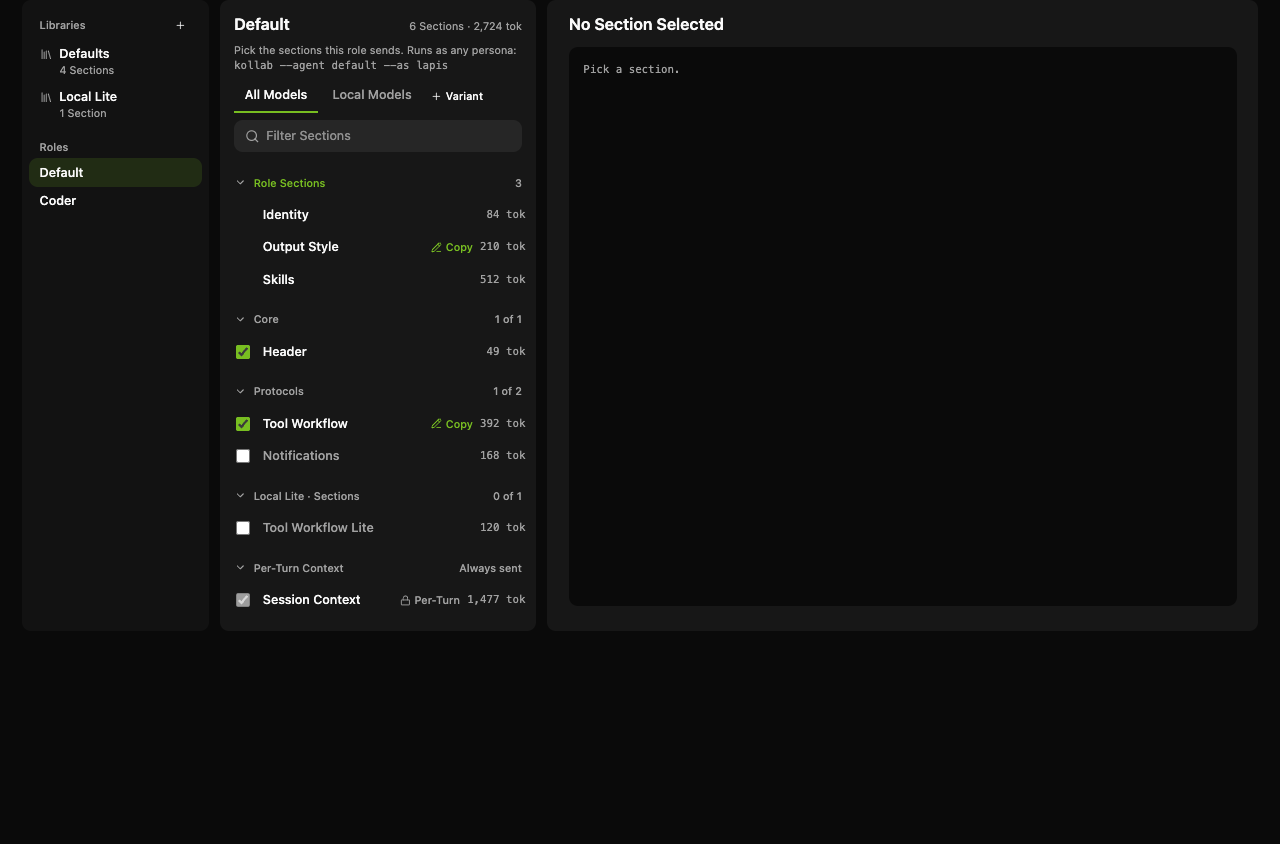 Libraries +
Defaults
4 Sections
Local Lite
1 Section
Roles
Default
Coder
Default
6 Sections · 2,724 tok
Pick the sections this role sends. Runs as any persona:
kollab --agent default --as lapis
All Models
Local Models
+ Variant
Filter Sections
Role Sections 3
Identity 84 tok
Output Style Copy 210 tok
Skills 512 tok
Core 1 of 1
Header 49 tok
Protocols 1 of 2
Tool Workflow Copy 392 tok
Notifications 168 tok
Local Lite · Sections 0 of 1
Tool Workflow Lite 120 tok
Per-Turn Context Always sent
Session Context Per-Turn 1,477 tok
No Section Selected
Pick a section.